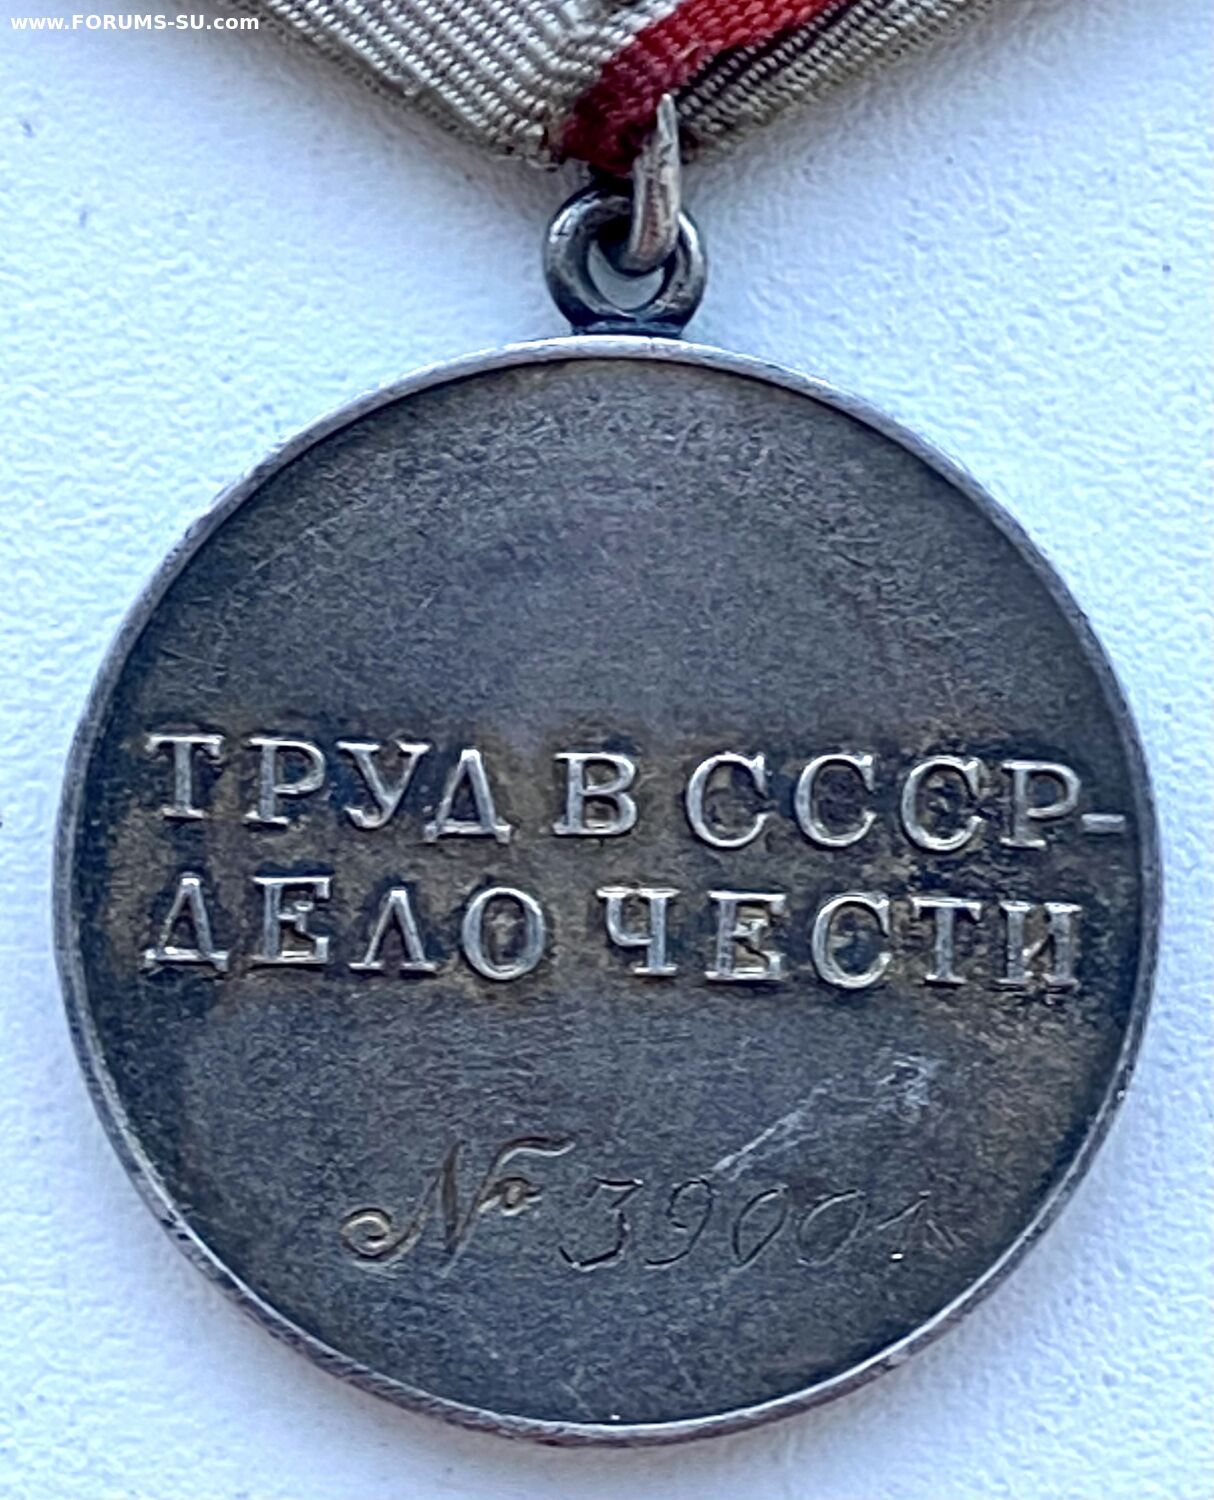 www.FORUMS-SU.com
ТРУД В СССР-
ДЕЛО ЧЕСТИ
№ 39001